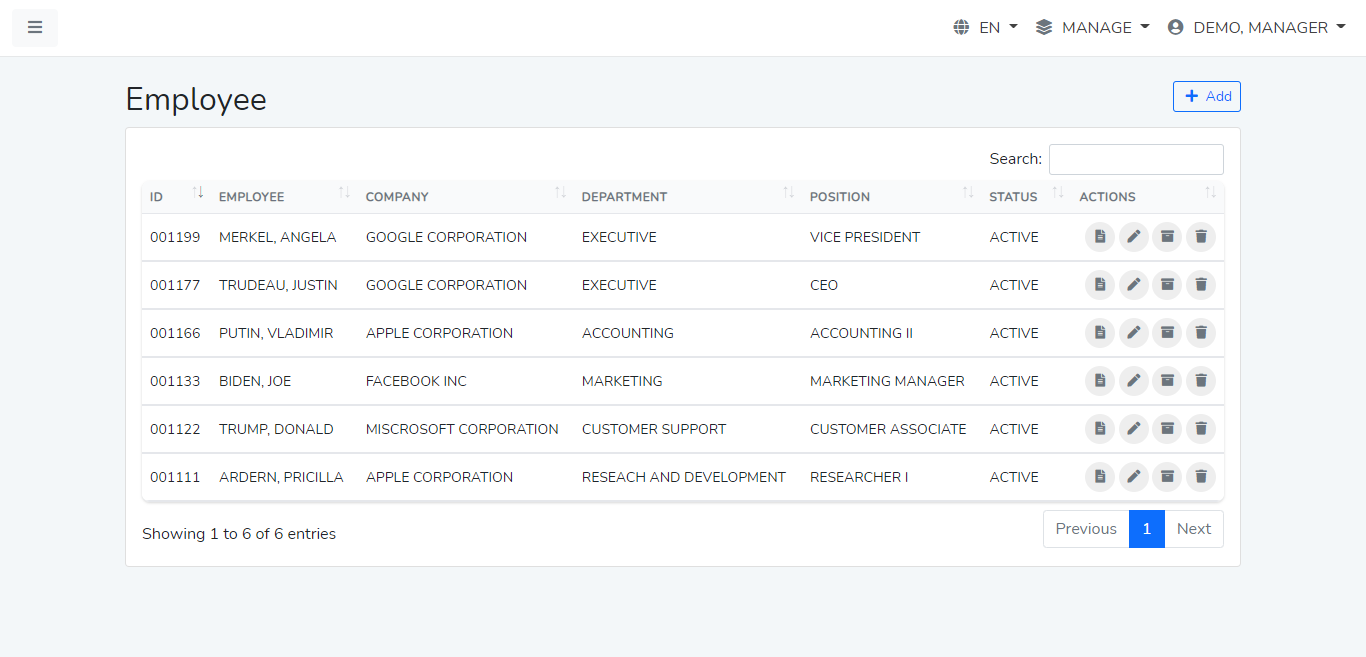 EN MANAGE DEMO, MANAGER
Employee
Add
Search:
ID EMPLOYEE COMPANY DEPARTMENT POSITION STATUS ACTIONS
001199 MERKEL, ANGELA GOOGLE CORPORATION EXECUTIVE VICE PRESIDENT ACTIVE
001177 TRUDEAU, JUSTIN GOOGLE CORPORATION EXECUTIVE CEO ACTIVE
001166 PUTIN, VLADIMIR APPLE CORPORATION ACCOUNTING ACCOUNTING II ACTIVE
001133 BIDEN, JOE FACEBOOK INC MARKETING MARKETING MANAGER ACTIVE
001122 TRUMP, DONALD MISCROSOFT CORPORATION CUSTOMER SUPPORT CUSTOMER ASSOCIATE ACTIVE
001111 ARDERN, PRICILLA APPLE CORPORATION RESEACH AND DEVELOPMENT RESEARCHER I ACTIVE
Showing 1 to 6 of 6 entries
Previous 1 Next